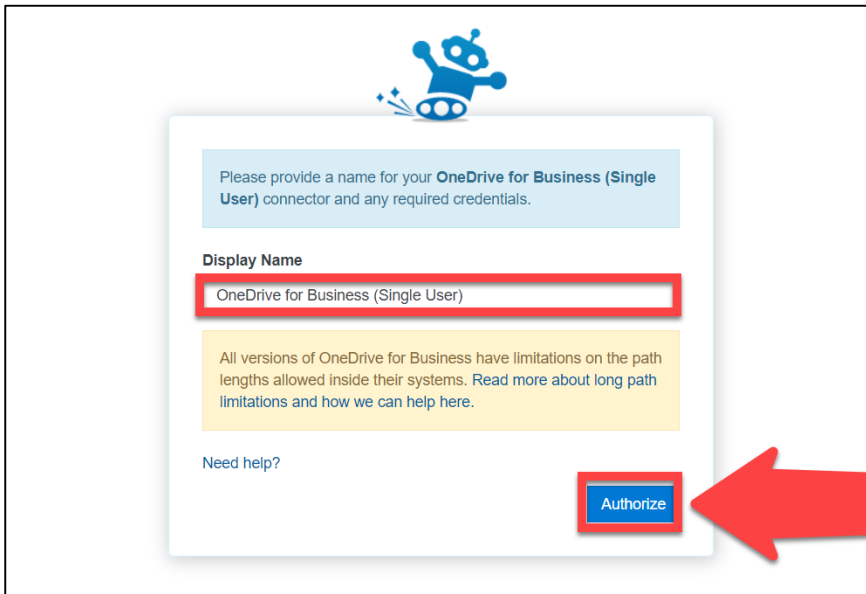 Please provide a name for your OneDrive for Business (Single
User) connector and any required credentials.
Display Name
OneDrive for Business (Single User)
All versions of OneDrive for Business have limitations on the path
lengths allowed inside their systems. Read more about long path
limitations and how we can help here.
Need help?
Authorize